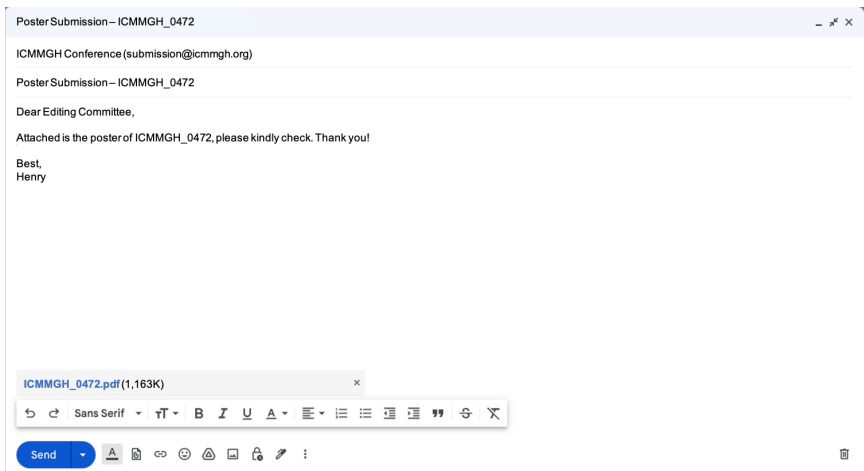 Poster Submission – ICMMGH_0472
ICMMGH Conference (submission@icmmgh.org)
Poster Submission – ICMMGH_0472
Dear Editing Committee,
Attached is the poster of ICMMGH_0472, please kindly check. Thank you!
Best,
Henry
ICMMGH_0472.pdf (1,163K)
Sans Serif
Send